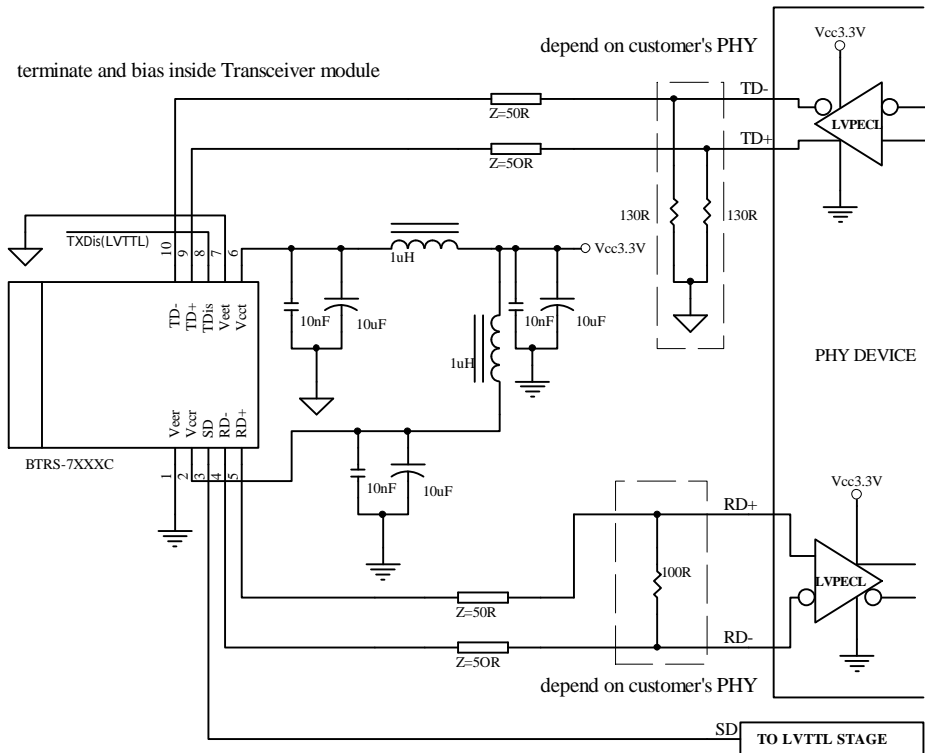 depend on customer's PHY
Vcc3.3V
terminate and bias inside Transceiver module
TD-
Z=50R
LVPECL
TD+
Z=5OR
130R
130R
TXDis(LVTTL)
10
9
8
7
6
1uH
Vcc3.3V
10nF
10uF
10nF
10uF
TD-
TD+
TDis
Veet
Vcct
1uH
PHY DEVICE
Veer
Vccr
SD
RD-
RD+
BTRS-7XXXC
1
2
3
4
5
10nF
10uF
Vcc3.3V
RD+
100R
LVPECL
Z=50R
RD-
Z=5OR
depend on customer's PHY
SD
TO LVTTL STAGE